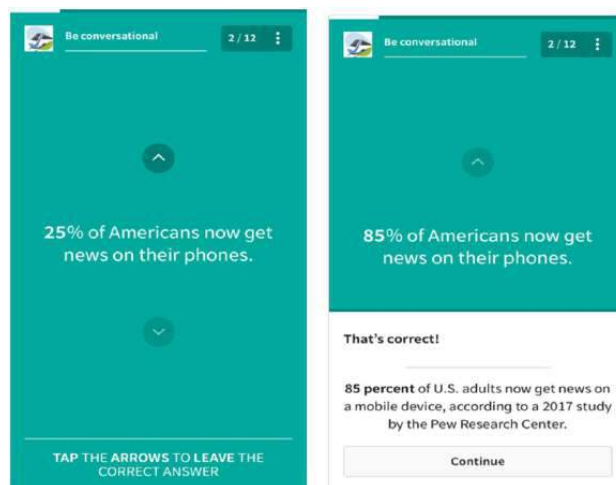 Be conversational
2 / 12
25% of Americans now get
news on their phones.
TAP THE ARROWS TO LEAVE THE
CORRECT ANSWER
Be conversational
2 / 12
85% of Americans now get
news on their phones.
That's correct!
85 percent of U.S. adults now get news on
a mobile device, according to a 2017 study
by the Pew Research Center.
Continue